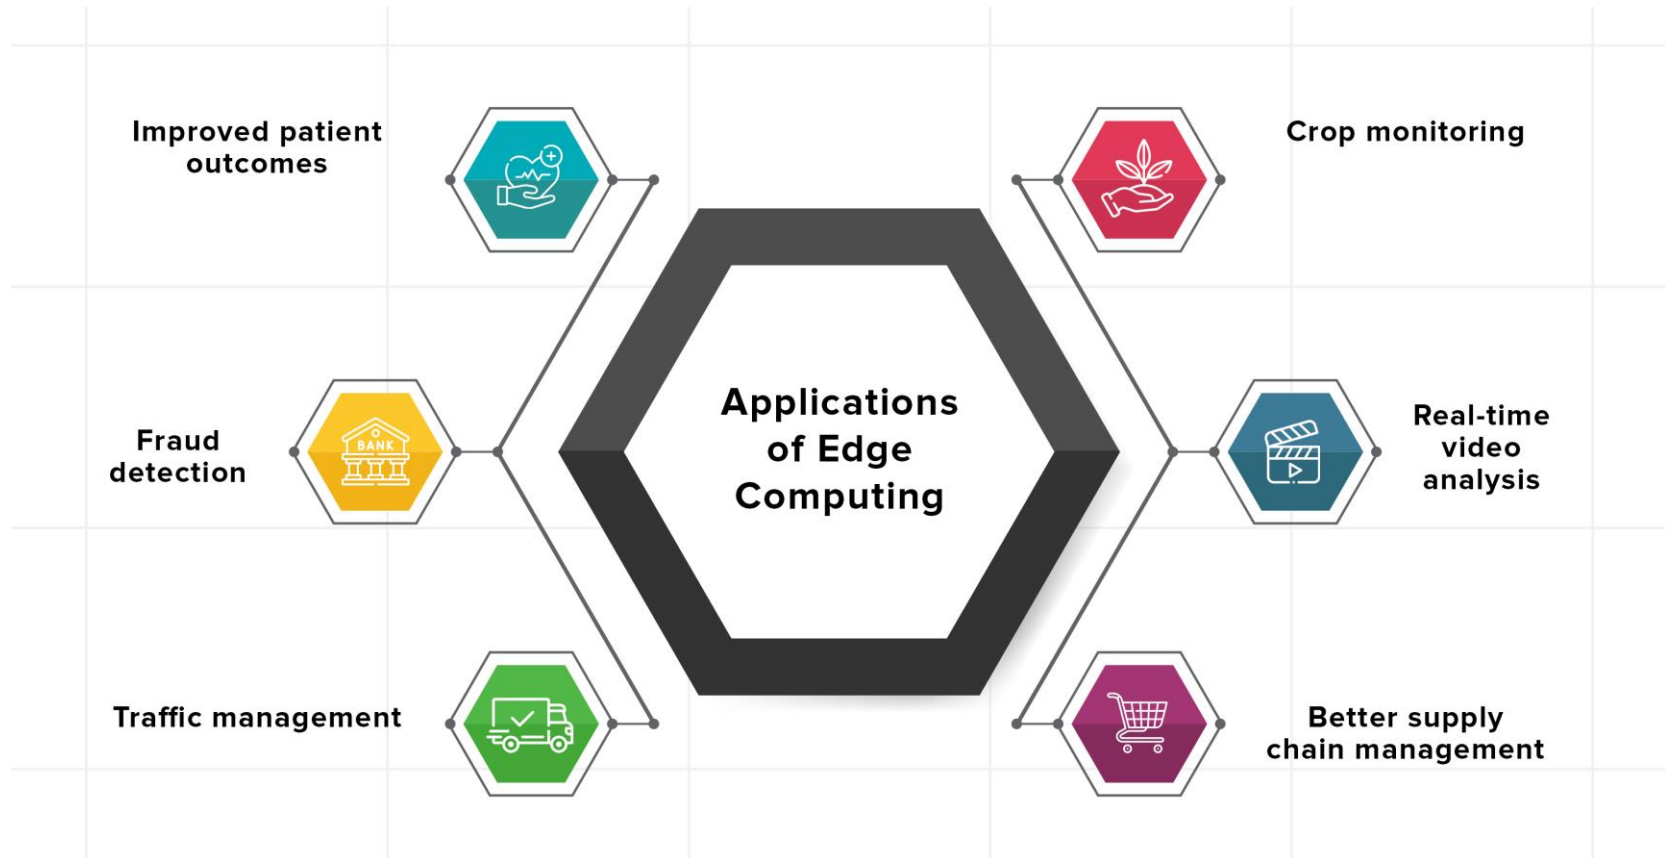 Improved patient
outcomes
Crop monitoring
Applications
of Edge
Computing
Fraud
detection
BANK
Real-time
video
analysis
Traffic management
Better supply
chain management